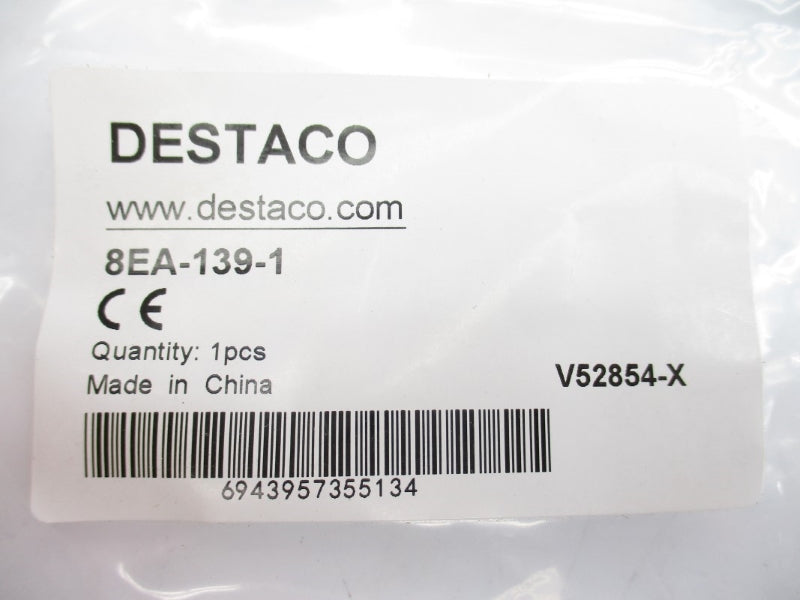 DESTACO
www.destaco.com
8EA-139-1
CE
Quantity: 1pcs
Made in China
V52854-X
6943957355134